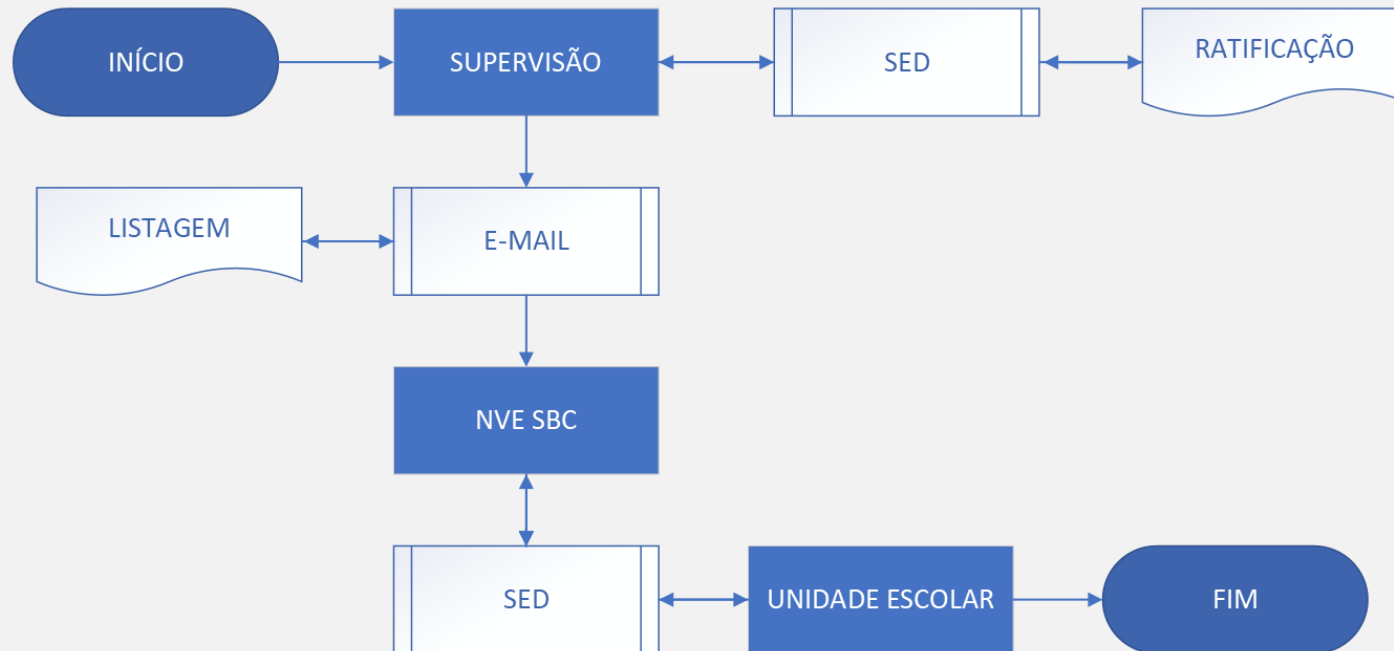 INÍCIO
SUPERVISÃO
SED
RATIFICAÇÃO
LISTAGEM
E-MAIL
NVE SBC
SED
UNIDADE ESCOLAR
FIM